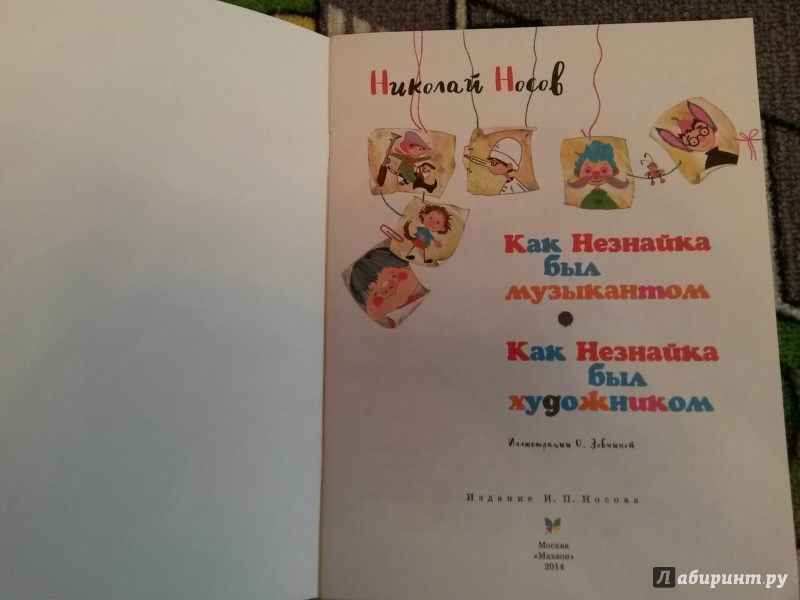 Николай Носов
Как Незнайка
был
музыкантом
Как Незнайка
был
художником
Иллюстрации О. Зобниной
Издание И. П. Носова
Москва
«Махаон»
2014
Лабиринт.ру